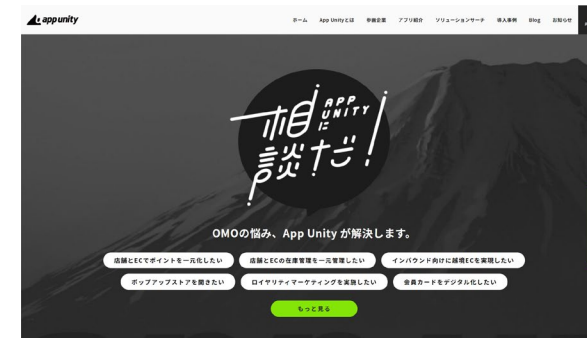 app unity
ホーム App Unityとは 参画企業 アプリ紹介 ソリューションサーチ 導入事例 Blog お知らせ
APP UNITYに
相談だ!
OMOの悩み、App Unity が解決します。
店舗とECでポイントを一元化したい 店舗とECの在庫管理を一元管理したい インバウンド向けに越境ECを実現したい
ポップアップストアを開きたい ロイヤリティマーケティングを実施したい 会員カードをデジタル化したい
もっと見る